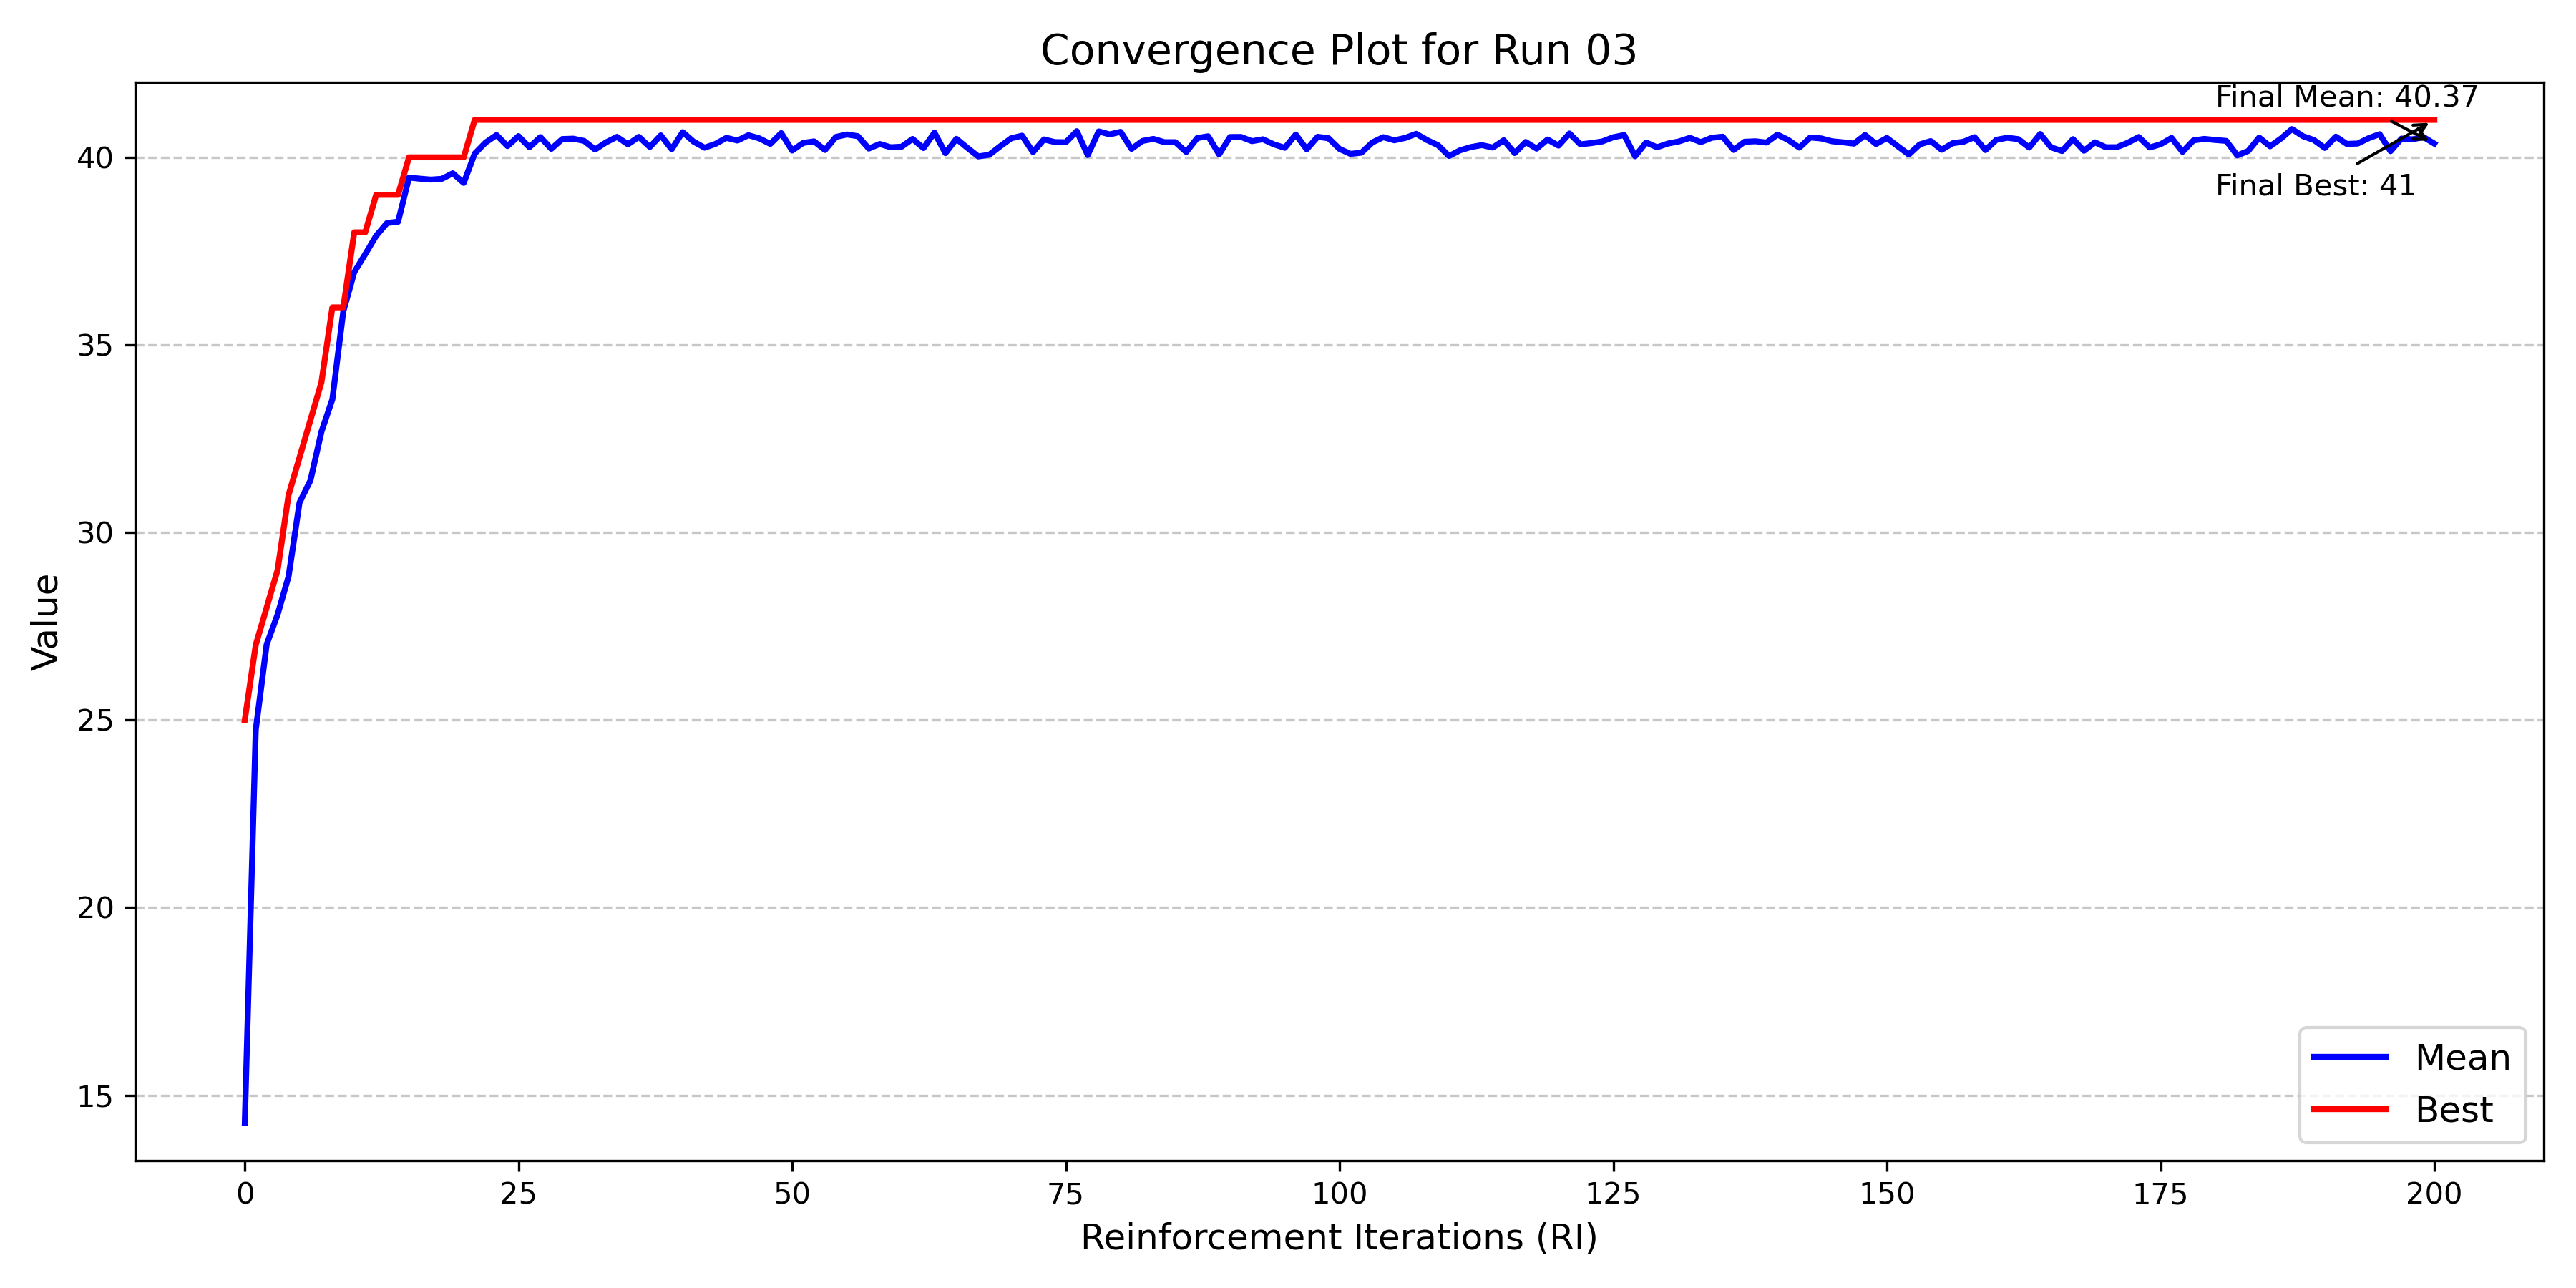 Convergence Plot for Run 03
Final Mean: 40.37
Final Best: 41
Value
40
35
30
25
20
15
Mean
Best
0 25 50 75 100 125 150 175 200
Reinforcement Iterations (RI)